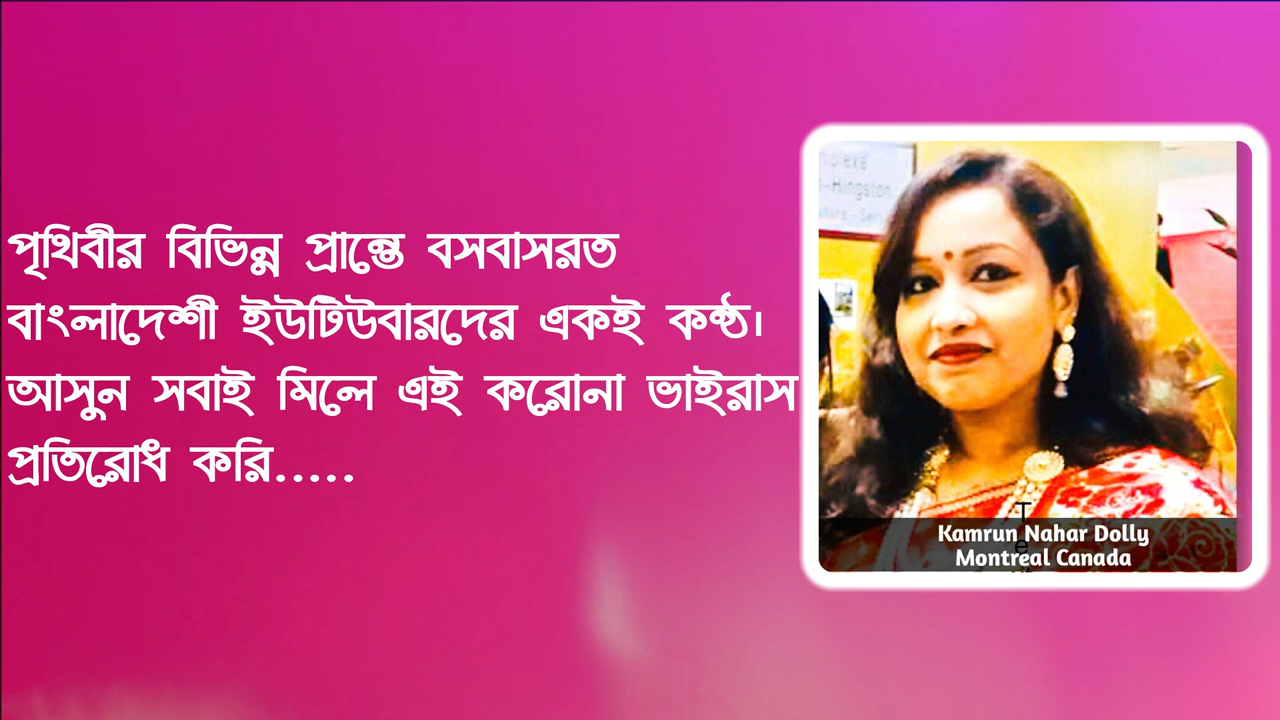 পৃথিবীর বিভিন্ন প্রান্তে বসবাসরত
বাংলাদেশী ইউটিউবারদের একই কণ্ঠ।
আসুন সবাই মিলে এই করোনা ভাইরাস
প্রতিরোধ করি.....
Kamrun Nahar Dolly
Montreal Canada